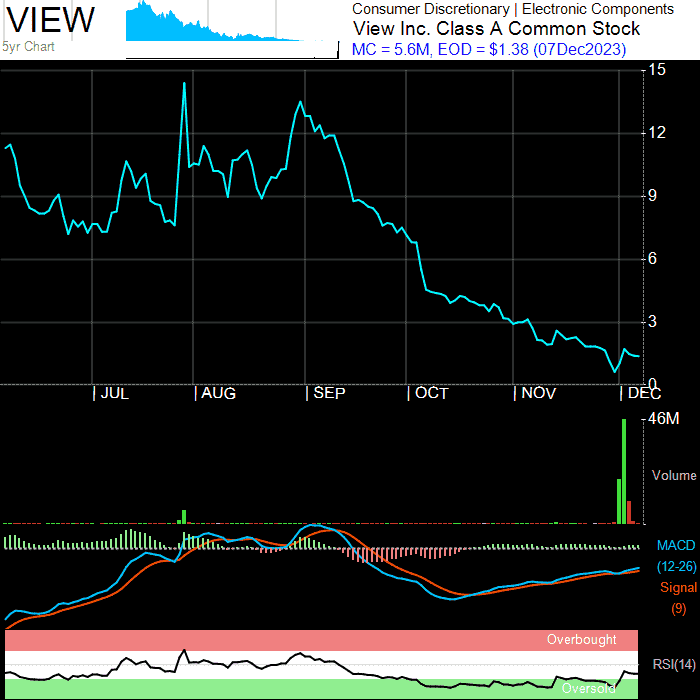 VIEW
5yr Chart
Consumer Discretionary | Electronic Components
View Inc. Class A Common Stock
MC = 5.6M, EOD = $1.38 (07Dec2023)
15
12
9
6
3
0
| JUL | AUG | SEP | OCT | NOV | DEC
46M
Volume
MACD
(12-26)
Signal
(9)
Overbought
RSI(14)
Oversold